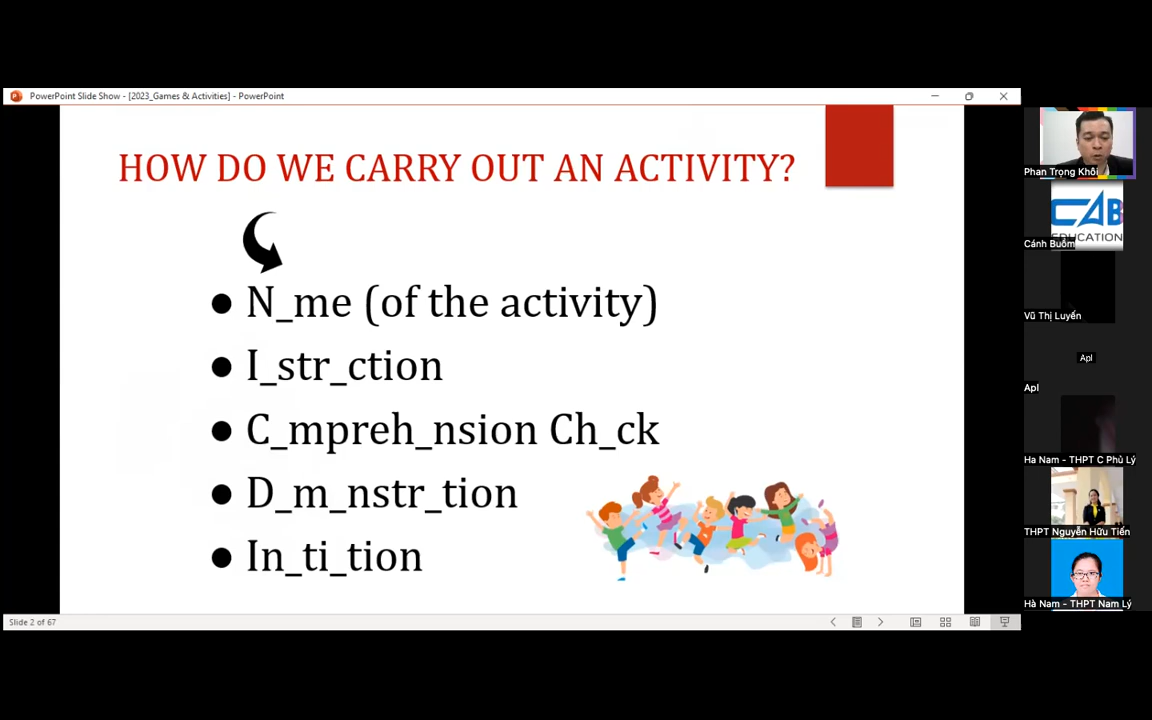 PowerPoint Slide Show - [2023_Games & Activities] - PowerPoint
HOW DO WE CARRY OUT AN ACTIVITY?
● N_me (of the activity)
● I_str_ction
● C_mpreh_nsion Ch_ck
● D_m_nstr_tion
● In_ti_tion
Slide 2 of 67
Phan Trọng Khôi
CAB
EDUCATION
Cánh Buồm
Vũ Thị Luyến
Apl
Apl
Ha Nam - THPT C Phủ Lý
THPT Nguyễn Hữu Tiến
Hà Nam - THPT Nam Lý